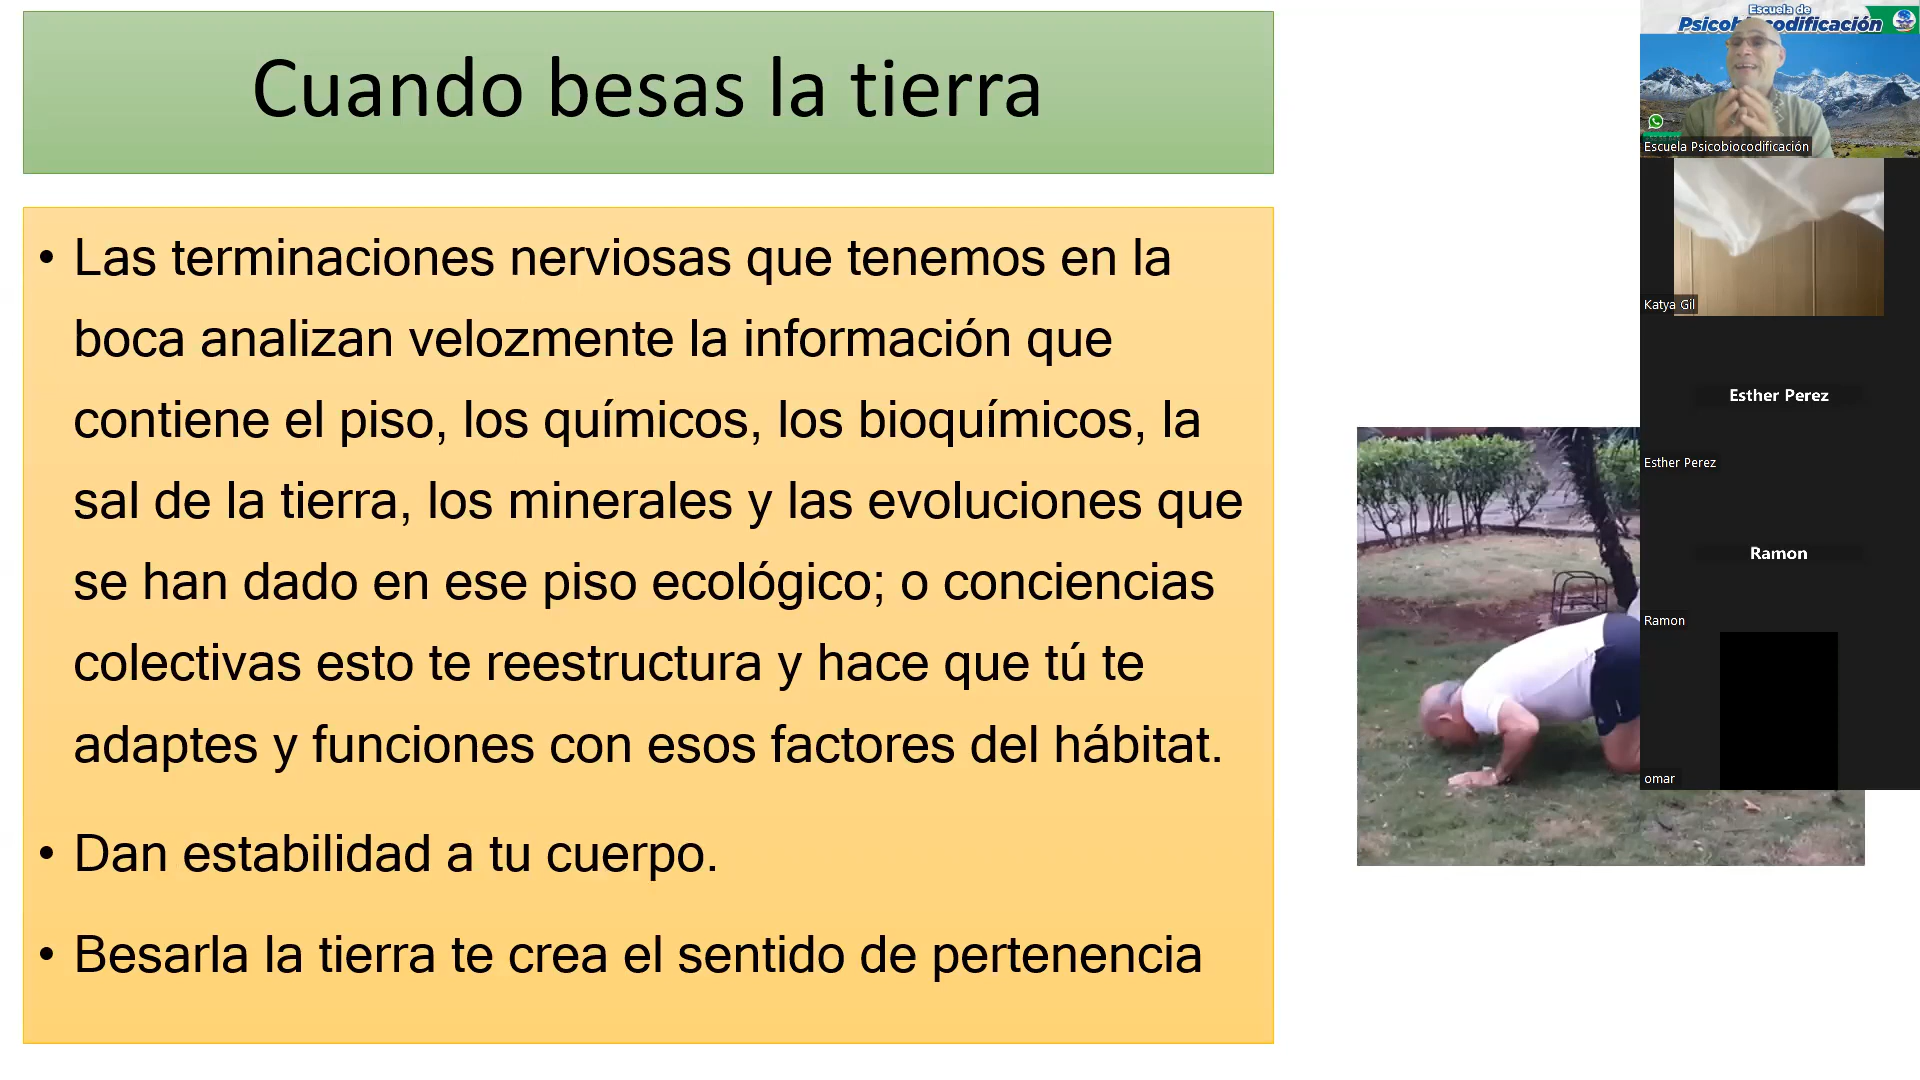 Cuando besas la tierra
• Las terminaciones nerviosas que tenemos en la
boca analizan velozmente la información que
contiene el piso, los químicos, los bioquímicos, la
sal de la tierra, los minerales y las evoluciones que
se han dado en ese piso ecológico; o conciencias
colectivas esto te reestructura y hace que tú te
adaptes y funciones con esos factores del hábitat.
• Dan estabilidad a tu cuerpo.
• Besarla la tierra te crea el sentido de pertenencia
Escuela de
Escuela Psicobiocodificación
Katya Gil
Esther Perez
Esther Perez
Ramon
Ramon
omar